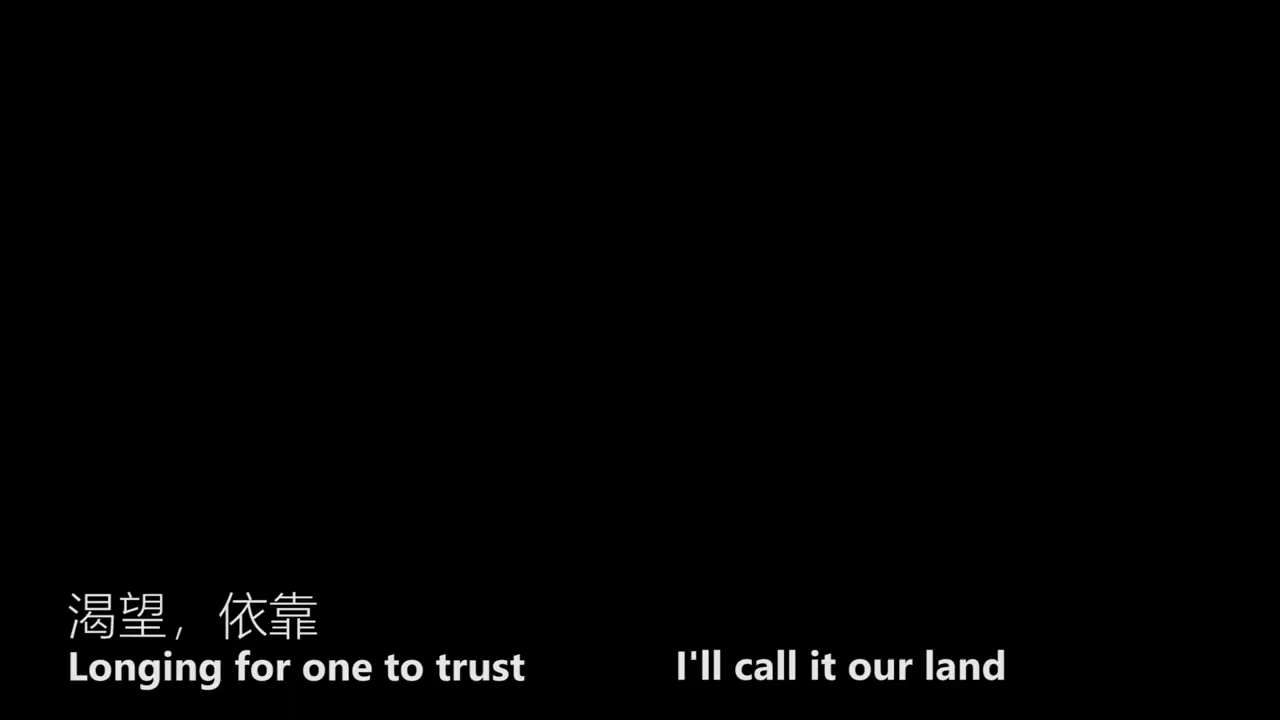 渴望，依靠
Longing for one to trust
I'll call it our land